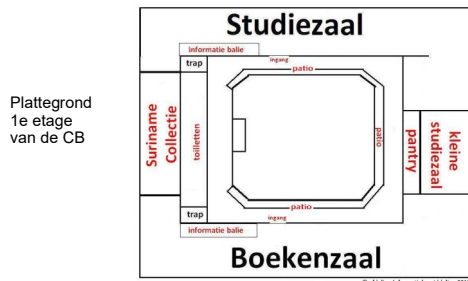 Plattegrond
1e etage
van de CB
Studiezaal
informatie balie
trap
ingang
patio
Suriname
Collectie
toilletten
patio
pantry
kleine
studiezaal
patio
trap
ingang
informatie balie
Boekenzaal